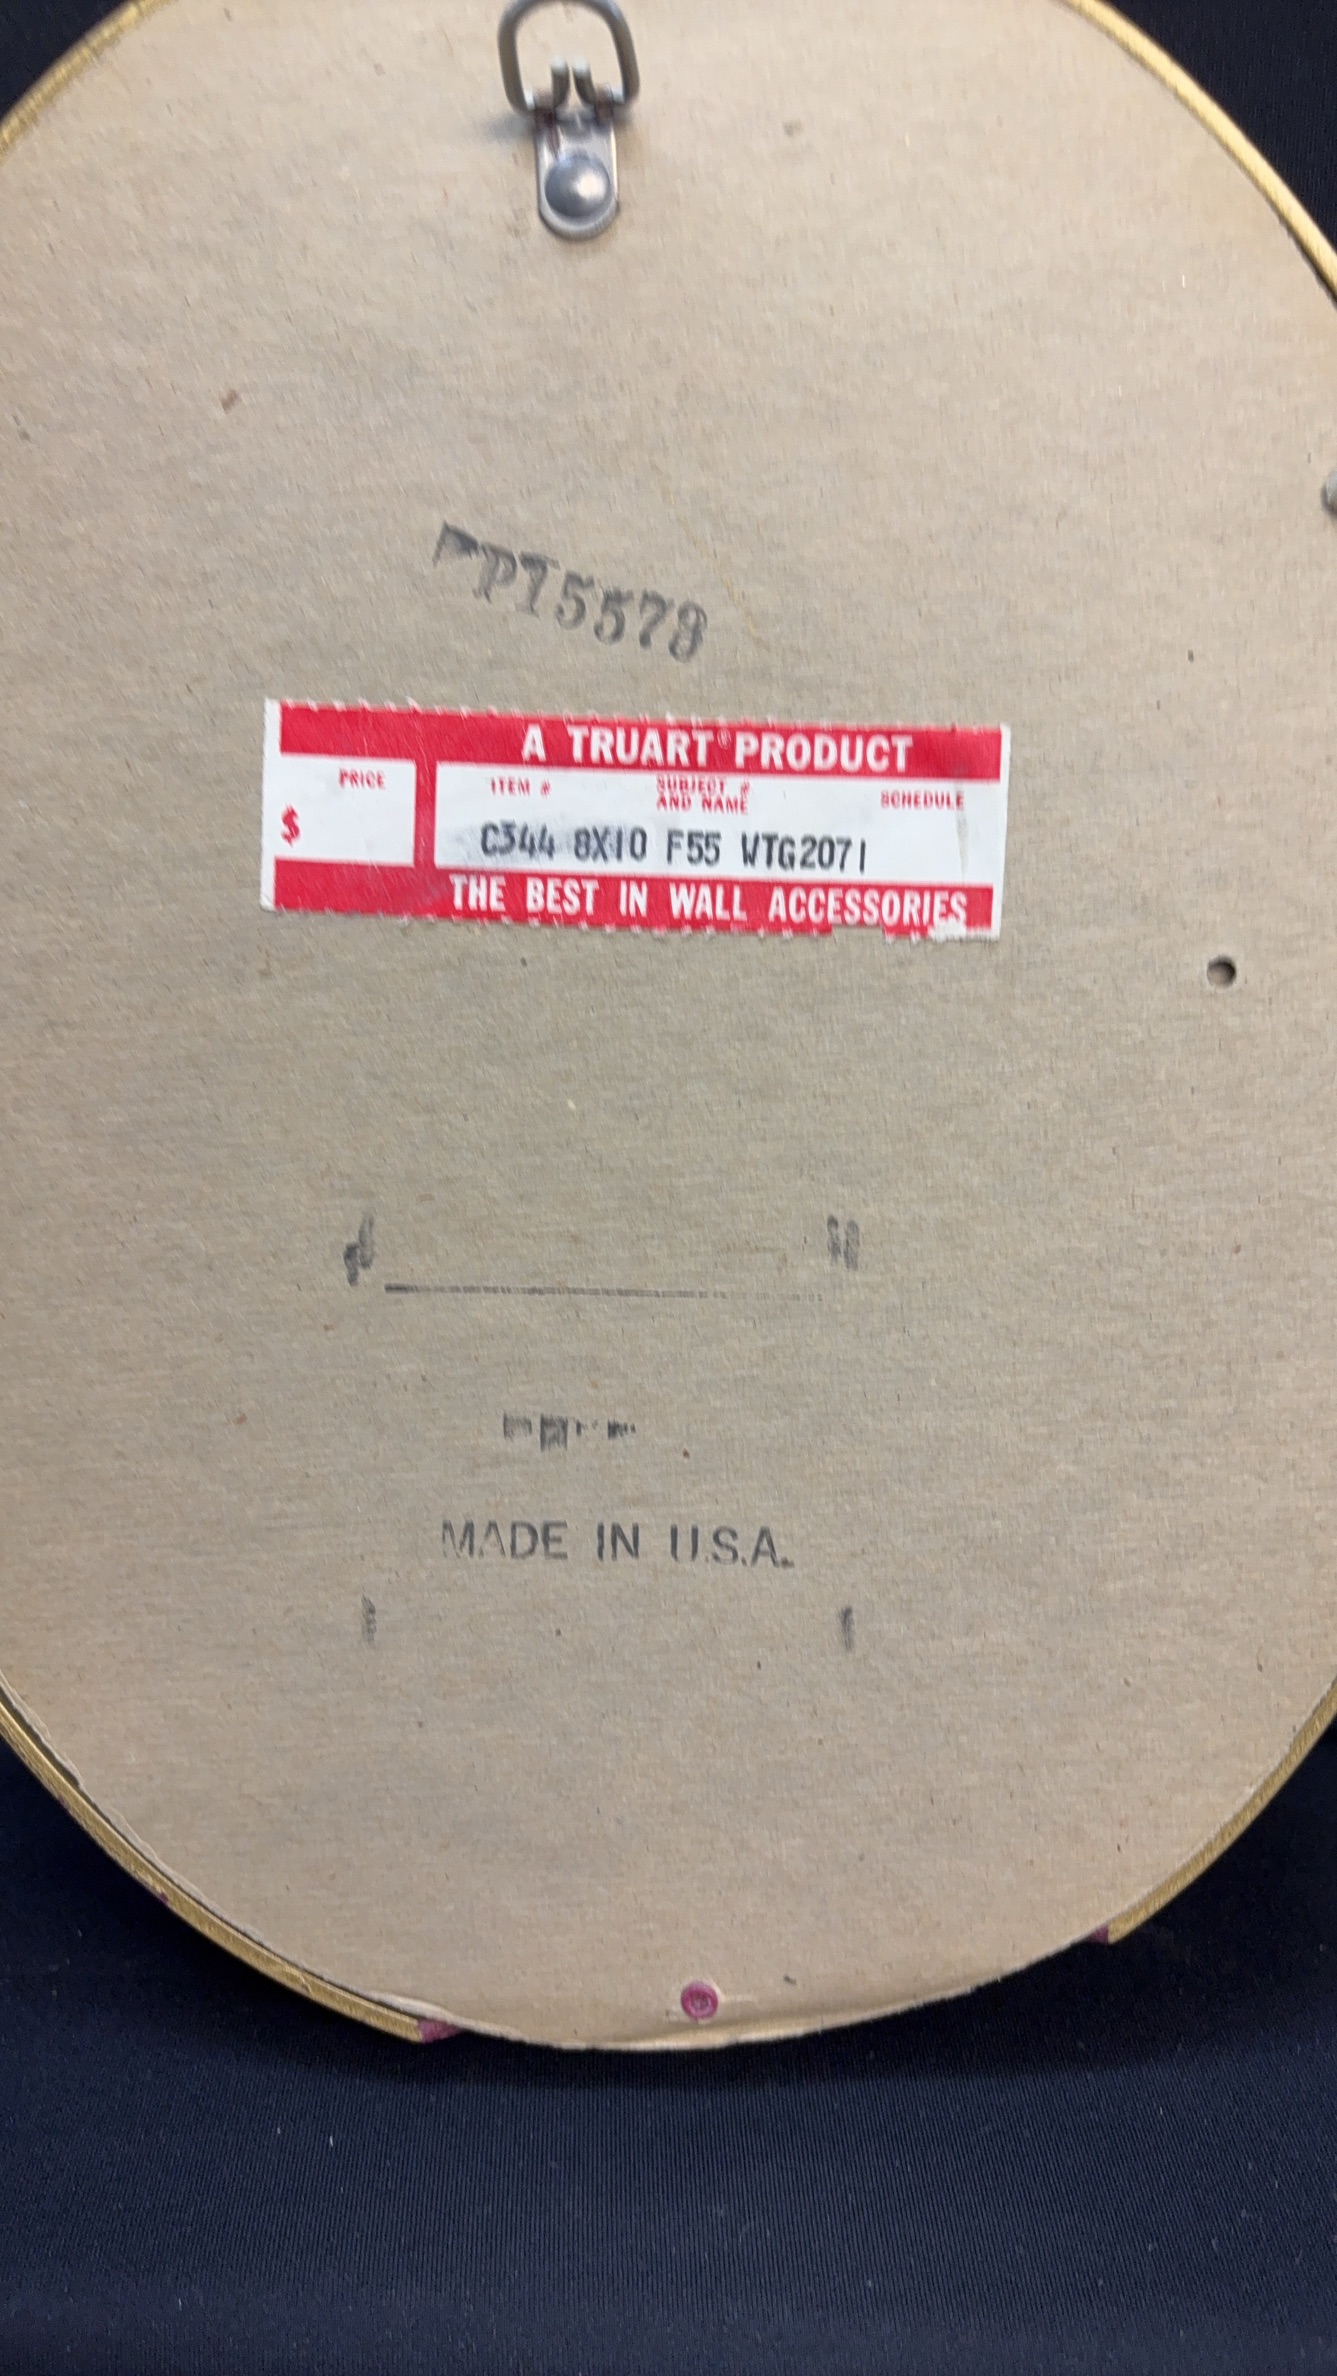 PT5579
A TRUART® PRODUCT
PRICE
ITEM #
SUBJECT #
AND NAME
SCHEDULE
$
C344 8X10 F55 WTG2071
THE BEST IN WALL ACCESSORIES
MADE IN U.S.A.